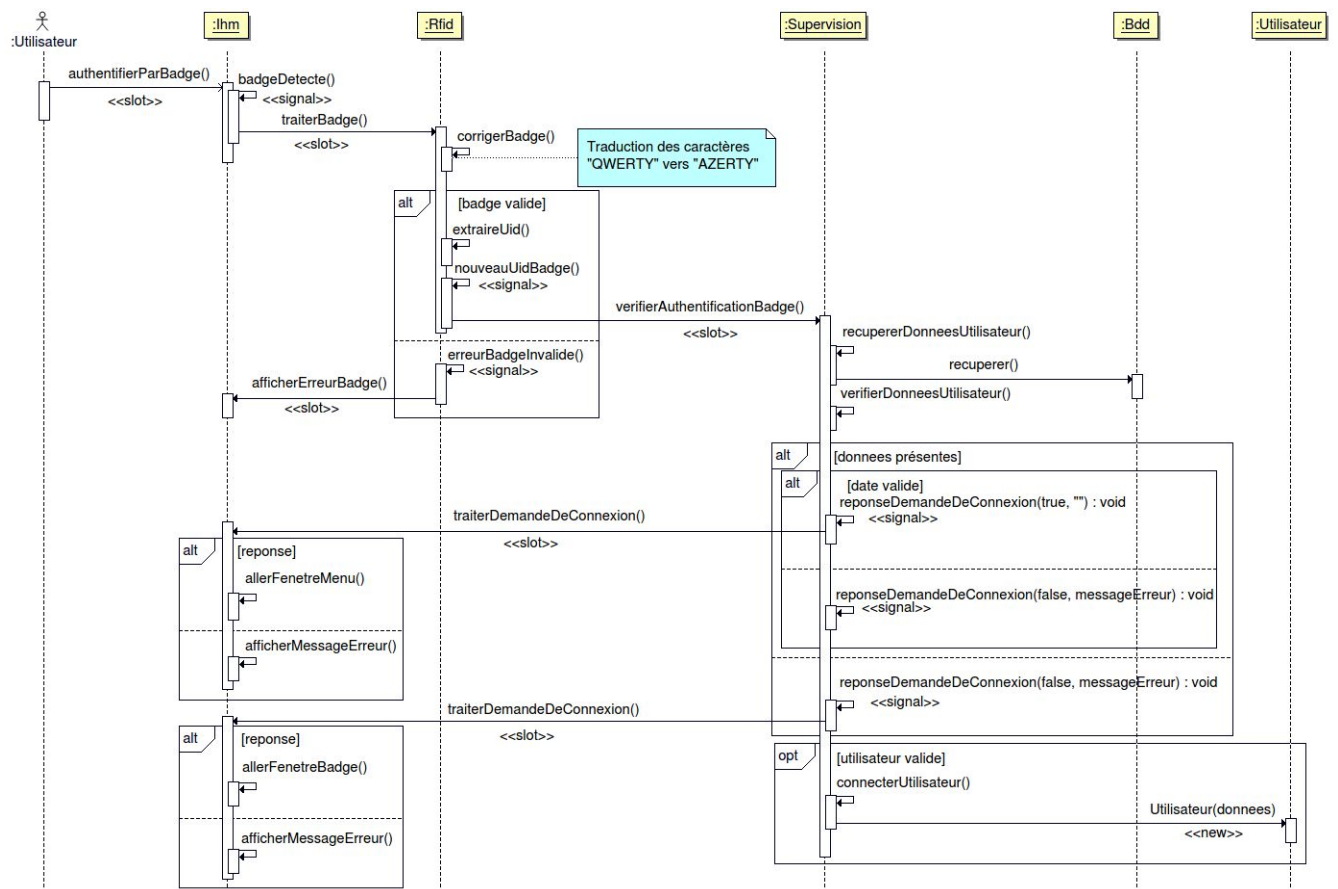 :Utilisateur
:Ihm
:Rfid
:Supervision
:Bdd
:Utilisateur
authentifierParBadge()
<<slot>>
badgeDetecte()
<<signal>>
traiterBadge()
<<slot>>
corrigerBadge()
Traduction des caractères
"QWERTY" vers "AZERTY"
alt
[badge valide]
extraireUid()
nouveauUidBadge()
<<signal>>
verifierAuthentificationBadge()
<<slot>>
recupererDonneesUtilisateur()
erreurBadgeInvalide()
<<signal>>
recuperer()
afficherErreurBadge()
<<slot>>
verifierDonneesUtilisateur()
alt
[donnees présentes]
alt
[date valide]
reponseDemandeDeConnexion(true, "") : void
<<signal>>
traiterDemandeDeConnexion()
<<slot>>
alt
[reponse]
allerFenetreMenu()
reponseDemandeDeConnexion(false, messageErreur) : void
<<signal>>
afficherMessageErreur()
reponseDemandeDeConnexion(false, messageErreur) : void
<<signal>>
traiterDemandeDeConnexion()
<<slot>>
alt
[reponse]
allerFenetreBadge()
opt
[utilisateur valide]
connecterUtilisateur()
Utilisateur(donnees)
<<new>>
afficherMessageErreur()